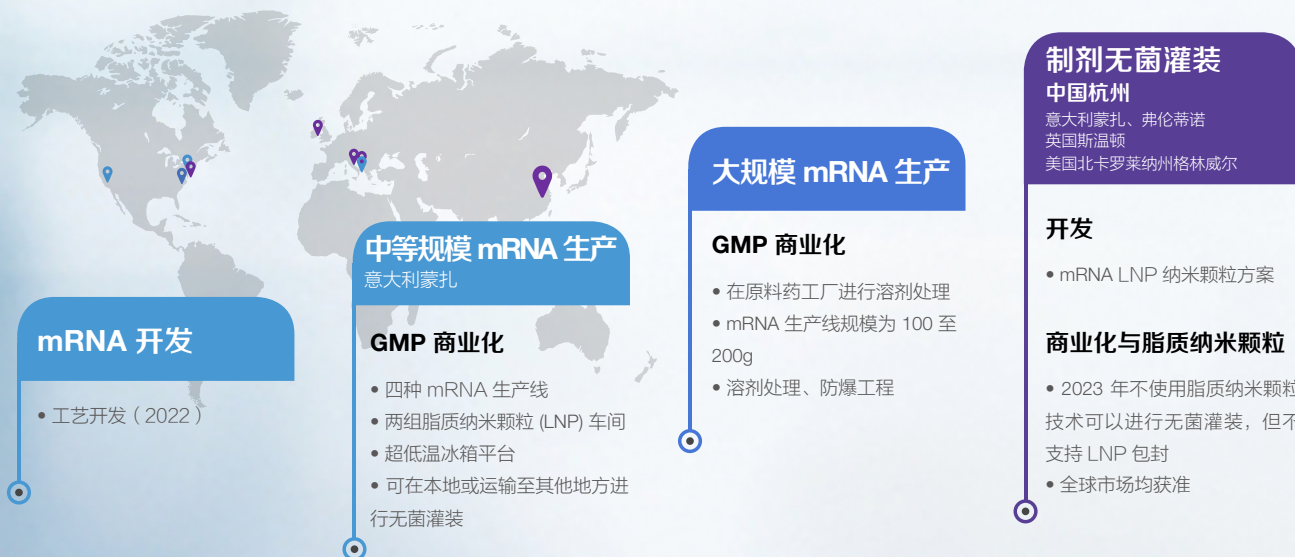 mRNA 开发
• 工艺开发（2022）
中等规模 mRNA 生产
意大利蒙扎
GMP 商业化
• 四种 mRNA 生产线
• 两组脂质纳米颗粒 (LNP) 车间
• 超低温冰箱平台
• 可在本地或运输至其他地方进
行无菌灌装
大规模 mRNA 生产
GMP 商业化
• 在原料药工厂进行溶剂处理
• mRNA 生产线规模为 100 至
200g
• 溶剂处理、防爆工程
制剂无菌灌装
中国杭州
意大利蒙扎、弗伦蒂诺
英国斯温顿
美国北卡罗莱纳州格林威尔
开发
• mRNA LNP 纳米颗粒方案
商业化与脂质纳米颗粒
• 2023 年不使用脂质纳米颗粒
技术可以进行无菌灌装，但不
支持 LNP 包封
• 全球市场均获准